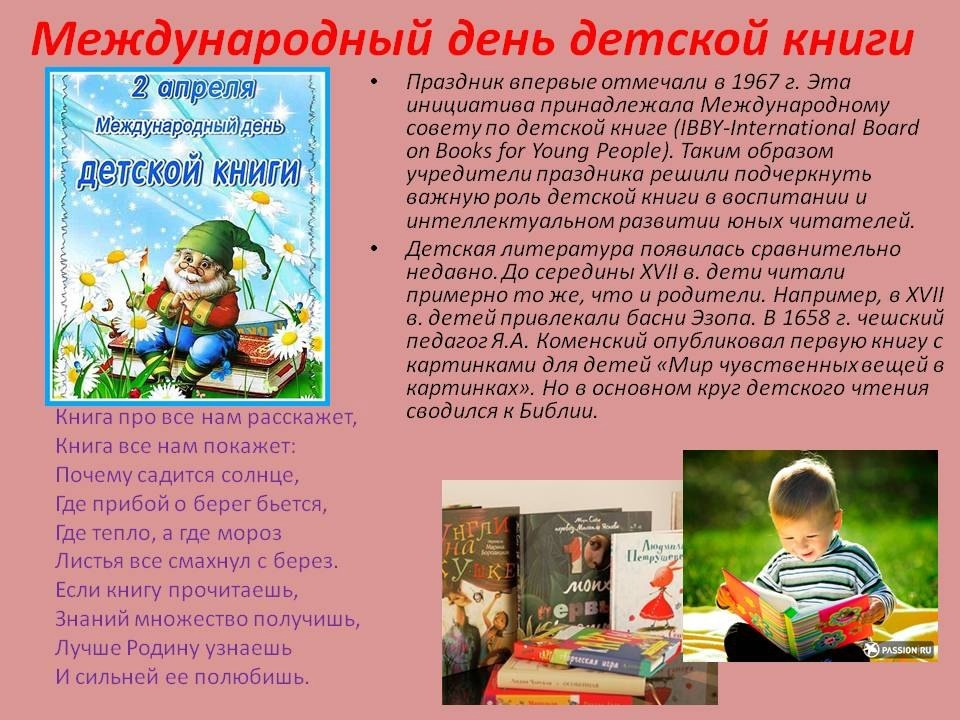 Международный день детской книги
2 апреля
Международный день
детской книги
Праздник впервые отмечали в 1967 г. Эта
инициатива принадлежала Международному
совету по детской книге (IBBY-International Board
on Books for Young People). Таким образом
учредители праздника решили подчеркнуть
важную роль детской книги в воспитании и
интеллектуальном развитии юных читателей.
Детская литература появилась сравнительно
недавно. До середины XVII в. дети читали
примерно то же, что и родители. Например, в XVII
в. детей привлекали басни Эзопа. В 1658 г. чешский
педагог Я.А. Коменский опубликовал первую книгу с
картинками для детей «Мир чувственных вещей в
картинках». Но в основном круг детского чтения
сводился к Библии.
Книга про все нам расскажет,
Книга все нам покажет:
Почему садится солнце,
Где прибой о берег бьется,
Где тепло, а где мороз
Листья все смахнул с берез.
Если книгу прочитаешь,
Знаний множество получишь,
Лучше Родину узнаешь
И сильней ее полюбишь.
10
моих
Людмила
Петрушев
игра
PASSION.RU